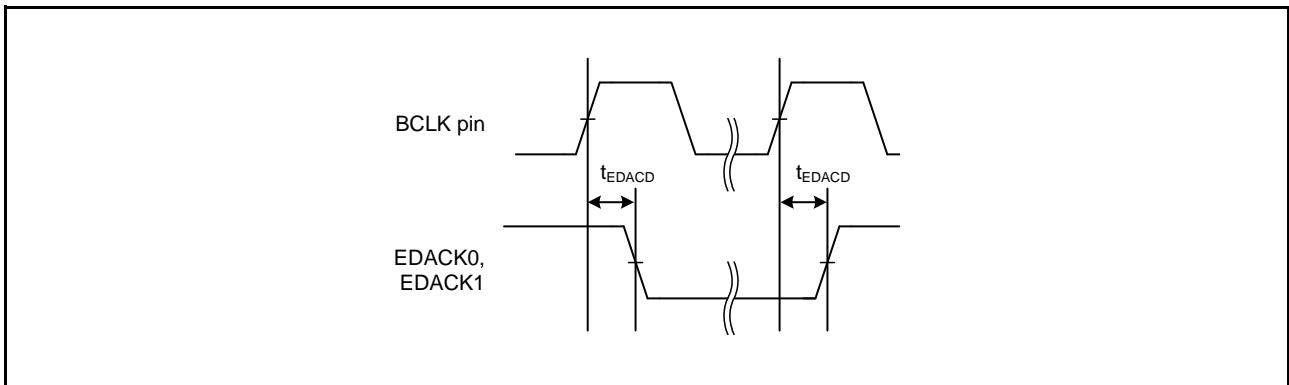 BCLK pin
tEDACD
tEDACD
EDACK0,
EDACK1